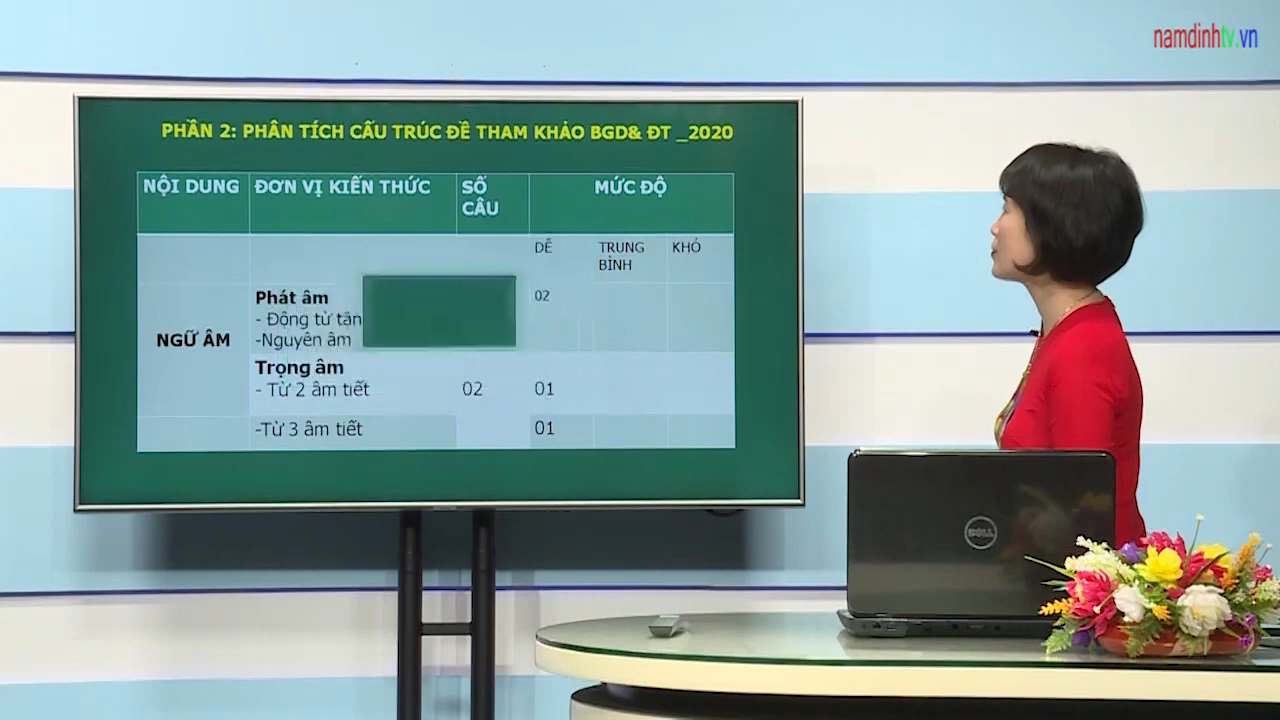 namdinhtv.vn
PHẦN 2: PHÂN TÍCH CẤU TRÚC ĐỀ THAM KHẢO BGD& ĐT _2020
NỘI DUNG ĐƠN VỊ KIẾN THỨC SỐ CÂU MỨC ĐỘ
DỄ TRUNG BÌNH KHÓ
NGỮ ÂM
Phát âm
- Động từ tận
-Nguyên âm
02
Trọng âm
- Từ 2 âm tiết 02 01
-Từ 3 âm tiết 01
DELL